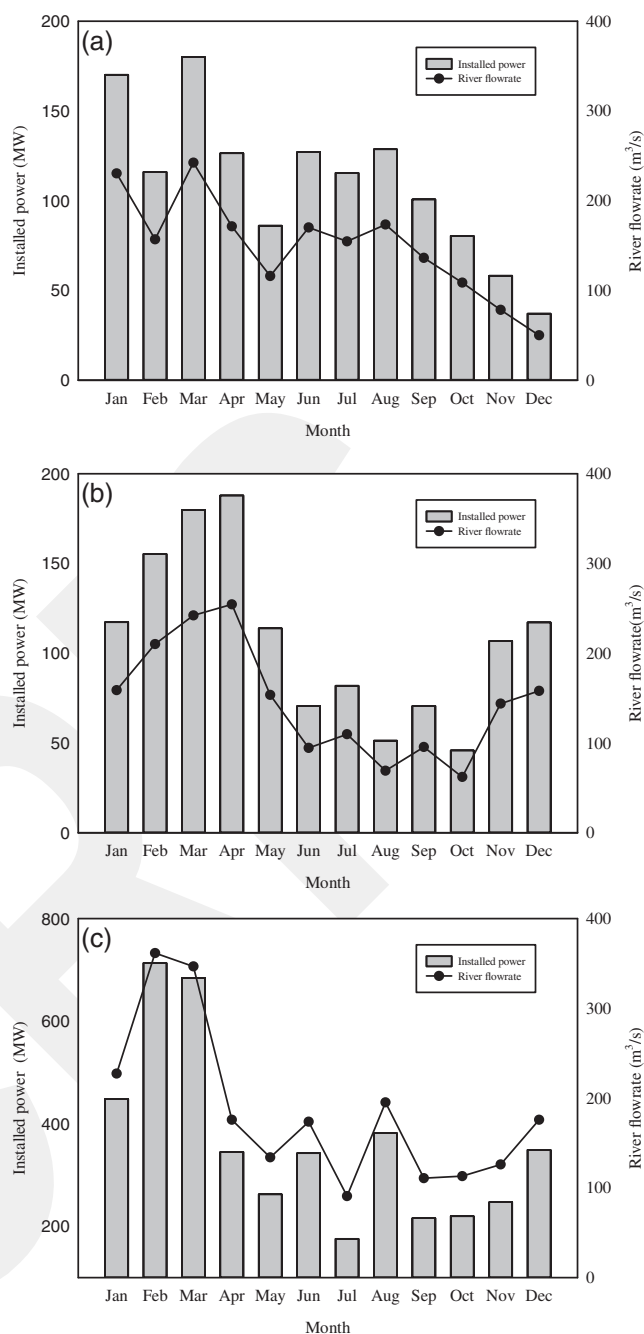 (a)
Installed power
River flowrate
200
150
100
50
0
Installed power (MW)
400
300
200
100
0
River flowrate (m³/s)
Jan Feb Mar Apr May Jun Jul Aug Sep Oct Nov Dec
Month
(b)
Installed power
River flowrate
200
150
100
50
0
Installed power (MW)
400
300
200
100
0
River flowrate(m³/s)
Jan Feb Mar Apr May Jun Jul Aug Sep Oct Nov Dec
Month
(c)
Installed power
River flowrate
800
600
400
200
Installed power (MW)
400
300
200
100
0
River flowrate (m³/s)
Jan Feb Mar Apr May Jun Jul Aug Sep Oct Nov Dec
Month